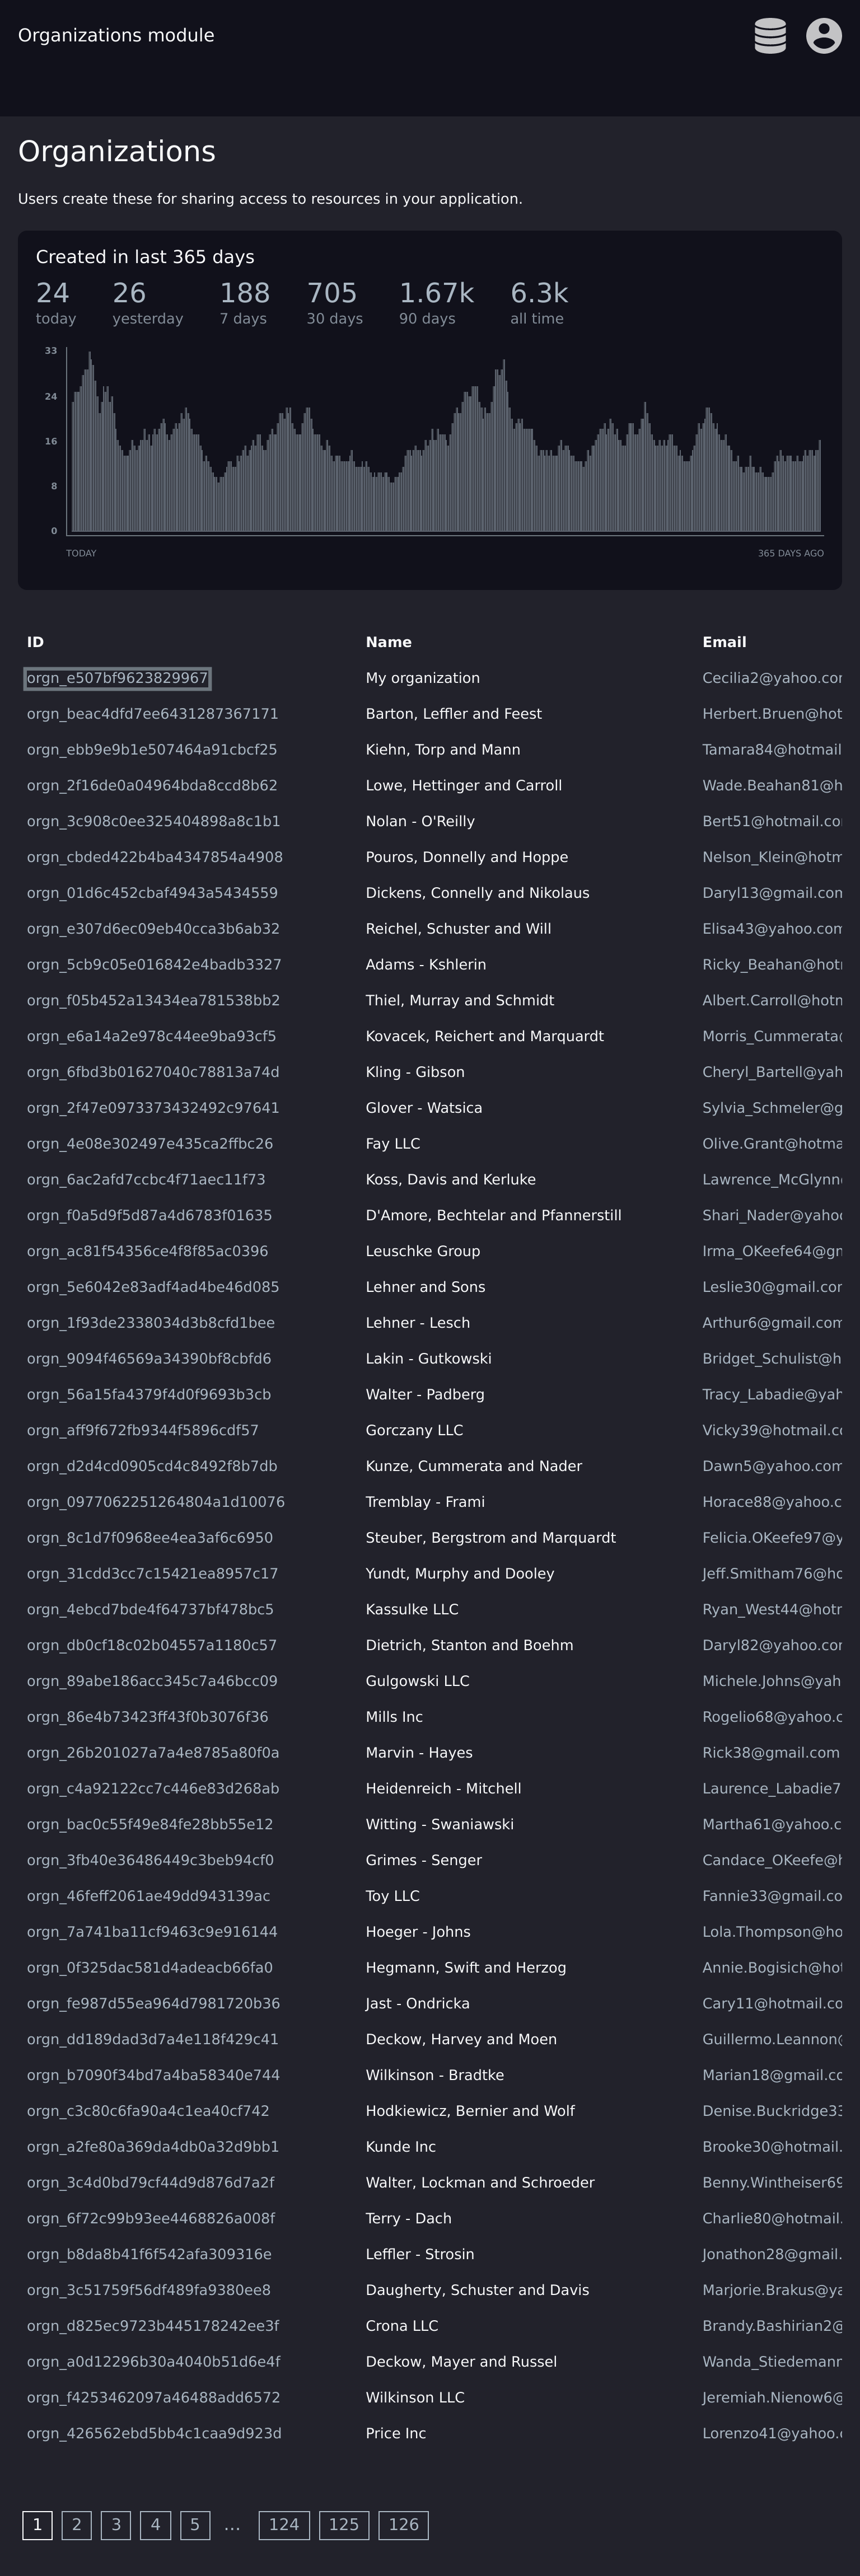 Organizations module
Organizations
Users create these for sharing access to resources in your application.
Created in last 365 days
24 26 188 705 1.67k 6.3k
today yesterday 7 days 30 days 90 days all time
33
24
16
8
0
TODAY 365 DAYS AGO
ID Name Email
orgn_e507bf9623829967 My organization Cecilia2@yahoo.com
orgn_beac4dfd7ee6431287367171 Barton, Leffler and Feest Herbert.Bruen@hot
orgn_ebb9e9b1e507464a91cbcf25 Kiehn, Torp and Mann Tamara84@hotmail
orgn_2f16de0a04964bda8ccd8b62 Lowe, Hettinger and Carroll Wade.Beahan81@h
orgn_3c908c0ee325404898a8c1b1 Nolan - O'Reilly Bert51@hotmail.co
orgn_cbded422b4ba4347854a4908 Pouros, Donnelly and Hoppe Nelson_Klein@hotm
orgn_01d6c452cbaf4943a5434559 Dickens, Connelly and Nikolaus Daryl13@gmail.com
orgn_e307d6ec09eb40cca3b6ab32 Reichel, Schuster and Will Elisa43@yahoo.com
orgn_5cb9c05e016842e4badb3327 Adams - Kshlerin Ricky_Beahan@hot
orgn_f05b452a13434ea781538bb2 Thiel, Murray and Schmidt Albert.Carroll@hotm
orgn_e6a14a2e978c44ee9ba93cf5 Kovacek, Reichert and Marquardt Morris_Cummerata@
orgn_6fbd3b01627040c78813a74d Kling - Gibson Cheryl_Bartell@yah
orgn_2f47e0973373432492c97641 Glover - Watsica Sylvia_Schmeler@g
orgn_4e08e302497e435ca2ffbc26 Fay LLC Olive.Grant@hotma
orgn_6ac2afd7ccbc4f71aec11f73 Koss, Davis and Kerluke Lawrence_McGlynn
orgn_f0a5d9f5d87a4d6783f01635 D'Amore, Bechtelar and Pfannerstill Shari_Nader@yahoo
orgn_ac81f54356ce4f8f85ac0396 Leuschke Group Irma_OKeefe64@gm
orgn_5e6042e83adf4ad4be46d085 Lehner and Sons Leslie30@gmail.com
orgn_1f93de2338034d3b8cfd1bee Lehner - Lesch Arthur6@gmail.com
orgn_9094f46569a34390bf8cbfd6 Lakin - Gutkowski Bridget_Schulist@h
orgn_56a15fa4379f4d0f9693b3cb Walter - Padberg Tracy_Labadie@yah
orgn_aff9f672fb9344f5896cdf57 Gorczany LLC Vicky39@hotmail.co
orgn_d2d4cd0905cd4c8492f8b7db Kunze, Cummerata and Nader Dawn5@yahoo.com
orgn_0977062251264804a1d10076 Tremblay - Frami Horace88@yahoo.c
orgn_8c1d7f0968ee4ea3af6c6950 Steuber, Bergstrom and Marquardt Felicia.OKeefe97@y
orgn_31cdd3cc7c15421ea8957c17 Yundt, Murphy and Dooley Jeff.Smitham76@ho
orgn_4ebcd7bde4f64737bf478bc5 Kassulke LLC Ryan_West44@hotm
orgn_db0cf18c02b04557a1180c57 Dietrich, Stanton and Boehm Daryl82@yahoo.com
orgn_89abe186acc345c7a46bcc09 Gulgowski LLC Michele.Johns@yah
orgn_86e4b73423ff43f0b3076f36 Mills Inc Rogelio68@yahoo.c
orgn_26b201027a7a4e8785a80f0a Marvin - Hayes Rick38@gmail.com
orgn_c4a92122cc7c446e83d268ab Heidenreich - Mitchell Laurence_Labadie7
orgn_bac0c55f49e84fe28bb55e12 Witting - Swaniawski Martha61@yahoo.c
orgn_3fb40e36486449c3beb94cf0 Grimes - Senger Candace_OKeefe@h
orgn_46feff2061ae49dd943139ac Toy LLC Fannie33@gmail.co
orgn_7a741ba11cf9463c9e916144 Hoeger - Johns Lola.Thompson@ho
orgn_0f325dac581d4adeacb66fa0 Hegmann, Swift and Herzog Annie.Bogisich@hot
orgn_fe987d55ea964d7981720b36 Jast - Ondricka Cary11@hotmail.co
orgn_dd189dad3d7a4e118f429c41 Deckow, Harvey and Moen Guillermo.Leannon@
orgn_b7090f34bd7a4ba58340e744 Wilkinson - Bradtke Marian18@gmail.co
orgn_c3c80c6fa90a4c1ea40cf742 Hodkiewicz, Bernier and Wolf Denise.Buckridge33
orgn_a2fe80a369da4db0a32d9bb1 Kunde Inc Brooke30@hotmail.
orgn_3c4d0bd79cf44d9d876d7a2f Walter, Lockman and Schroeder Benny.Wintheiser69
orgn_6f72c99b93ee4468826a008f Terry - Dach Charlie80@hotmail.
orgn_b8da8b41f6f542afa309316e Leffler - Strosin Jonathon28@gmail.
orgn_3c51759f56df489fa9380ee8 Daugherty, Schuster and Davis Marjorie.Brakus@ya
orgn_d825ec9723b445178242ee3f Crona LLC Brandy.Bashirian2@
orgn_a0d12296b30a4040b51d6e4f Deckow, Mayer and Russel Wanda_Stiedemann
orgn_f4253462097a46488add6572 Wilkinson LLC Jeremiah.Nienow6@
orgn_426562ebd5bb4c1caa9d923d Price Inc Lorenzo41@yahoo.
1 2 3 4 5 … 124 125 126